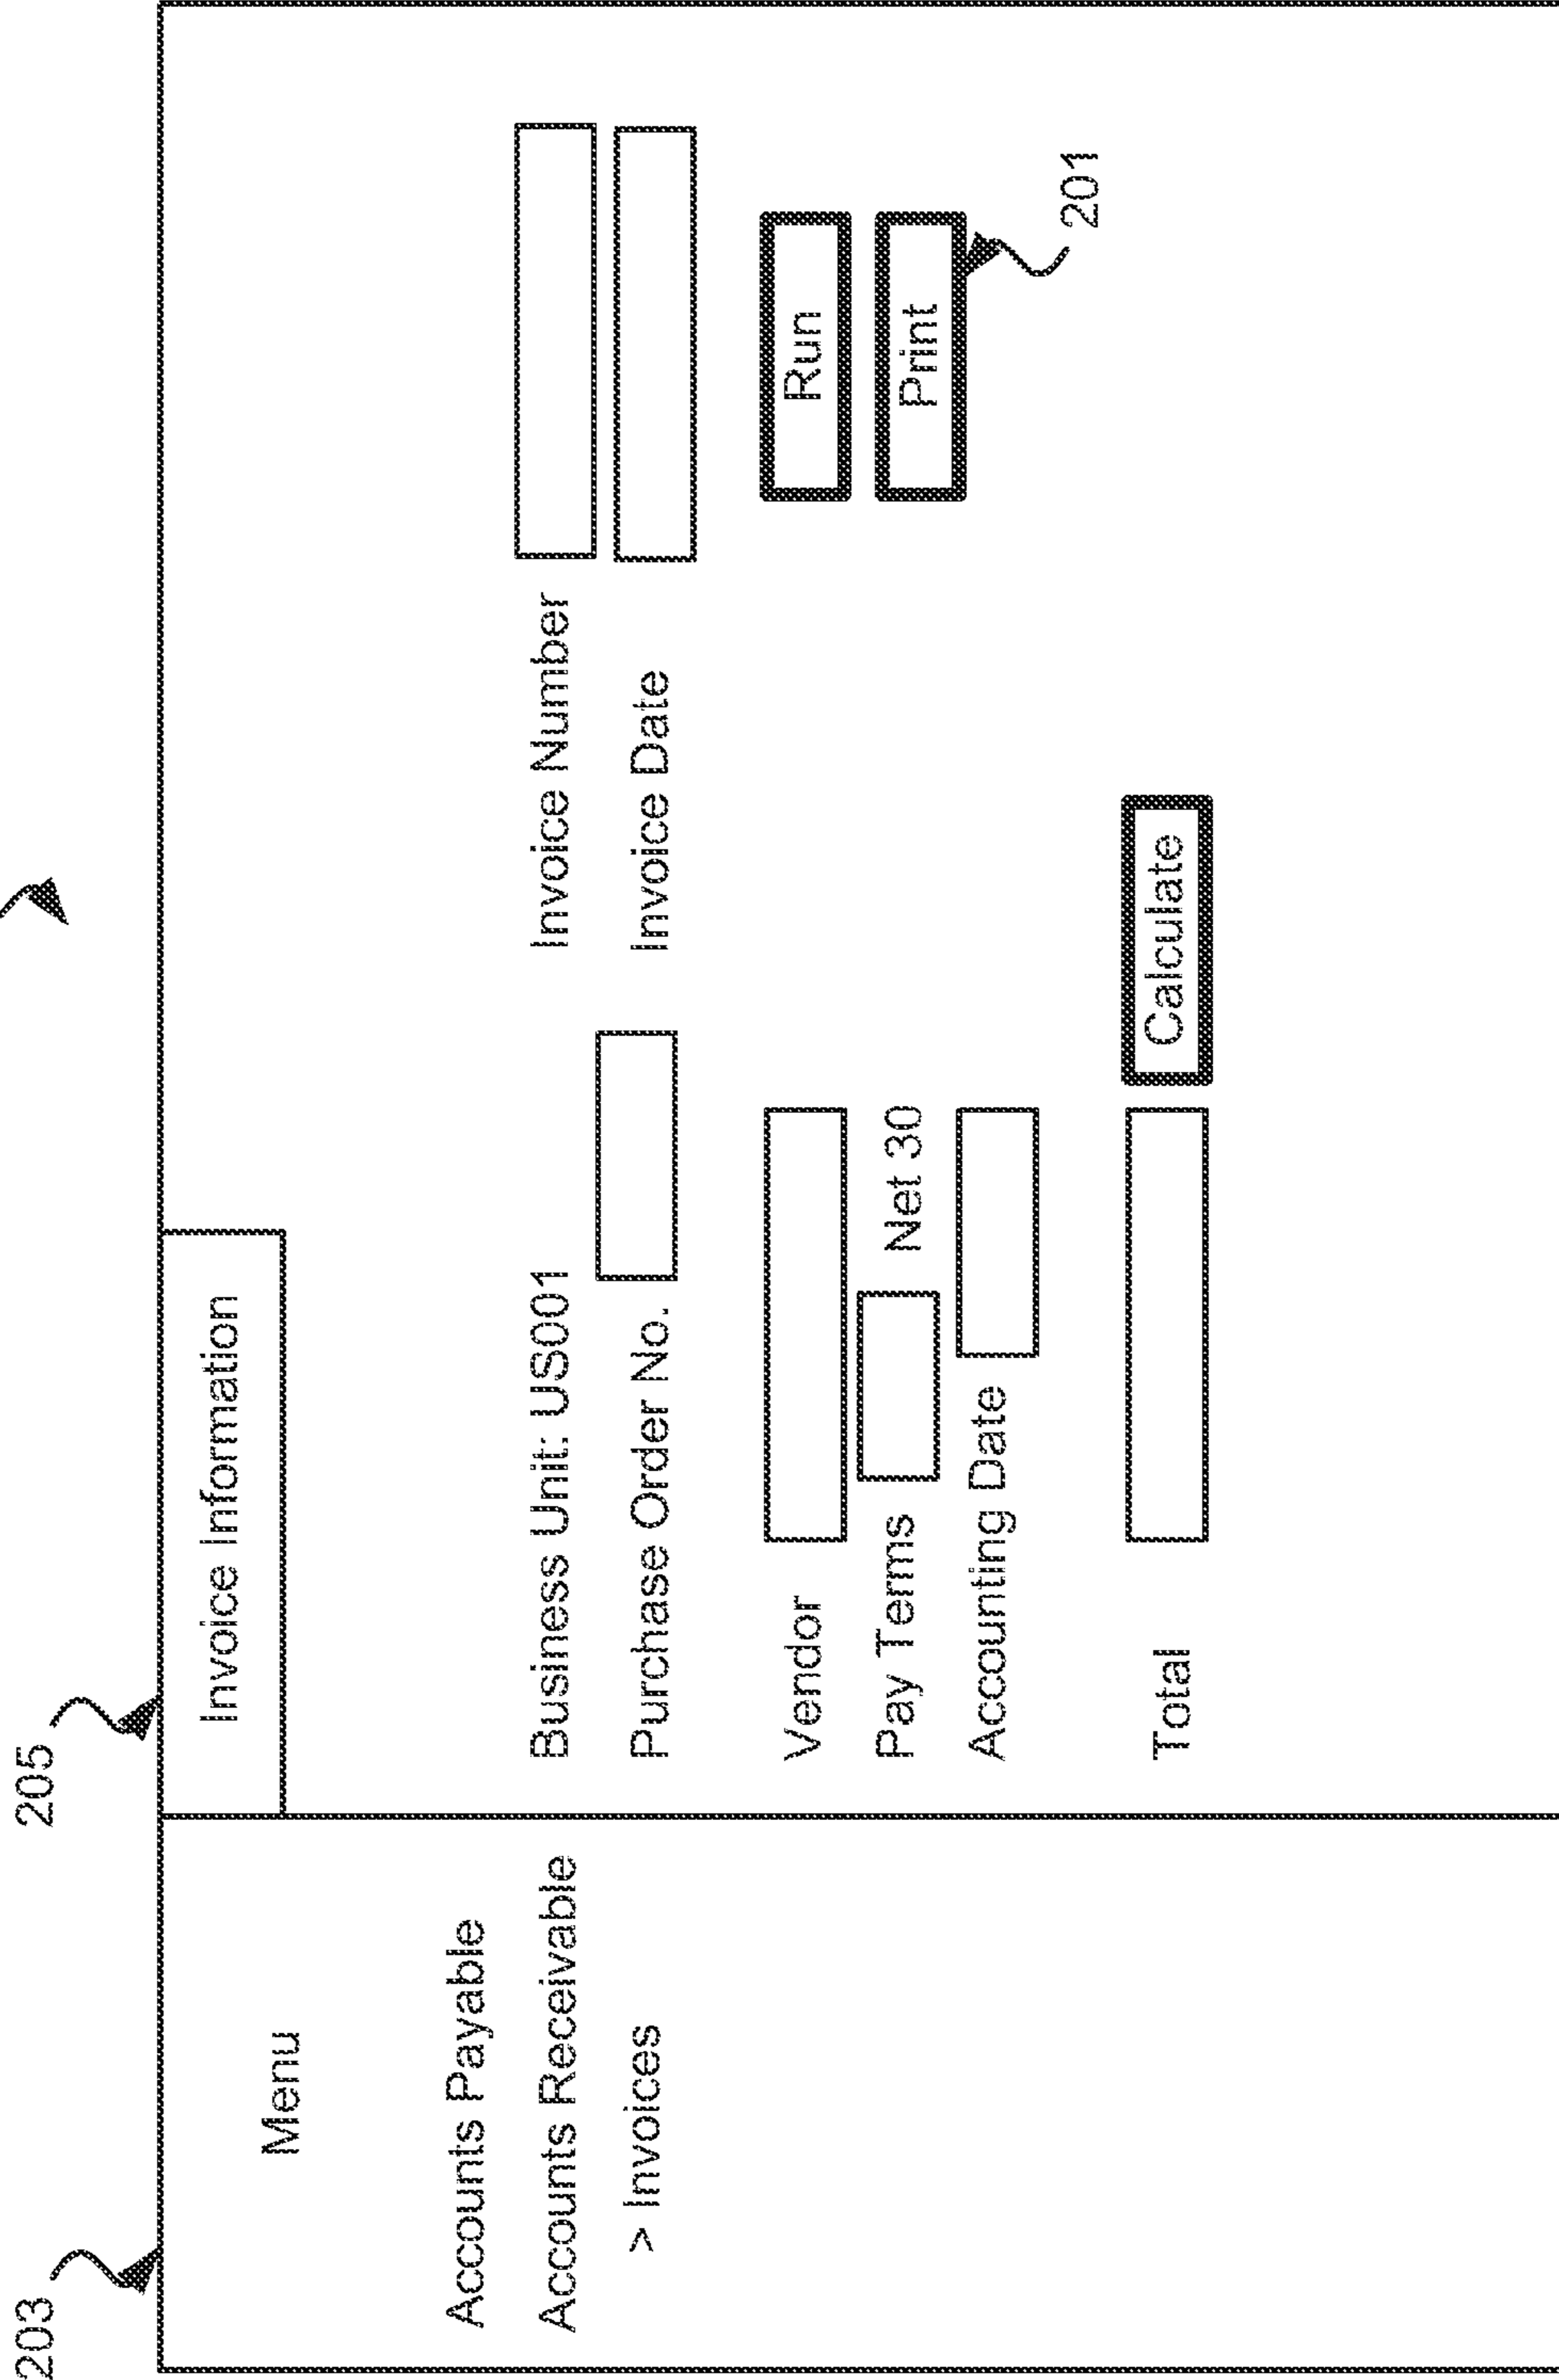 203
205
Menu
Accounts Payable
Accounts Receivable
> Invoices
Invoice Information
Business Unit: US001
Invoice Number
Purchase Order No.
Invoice Date
Vendor
Run
Pay Terms
Net 30
Print
201
Accounting Date
Total
Calculate